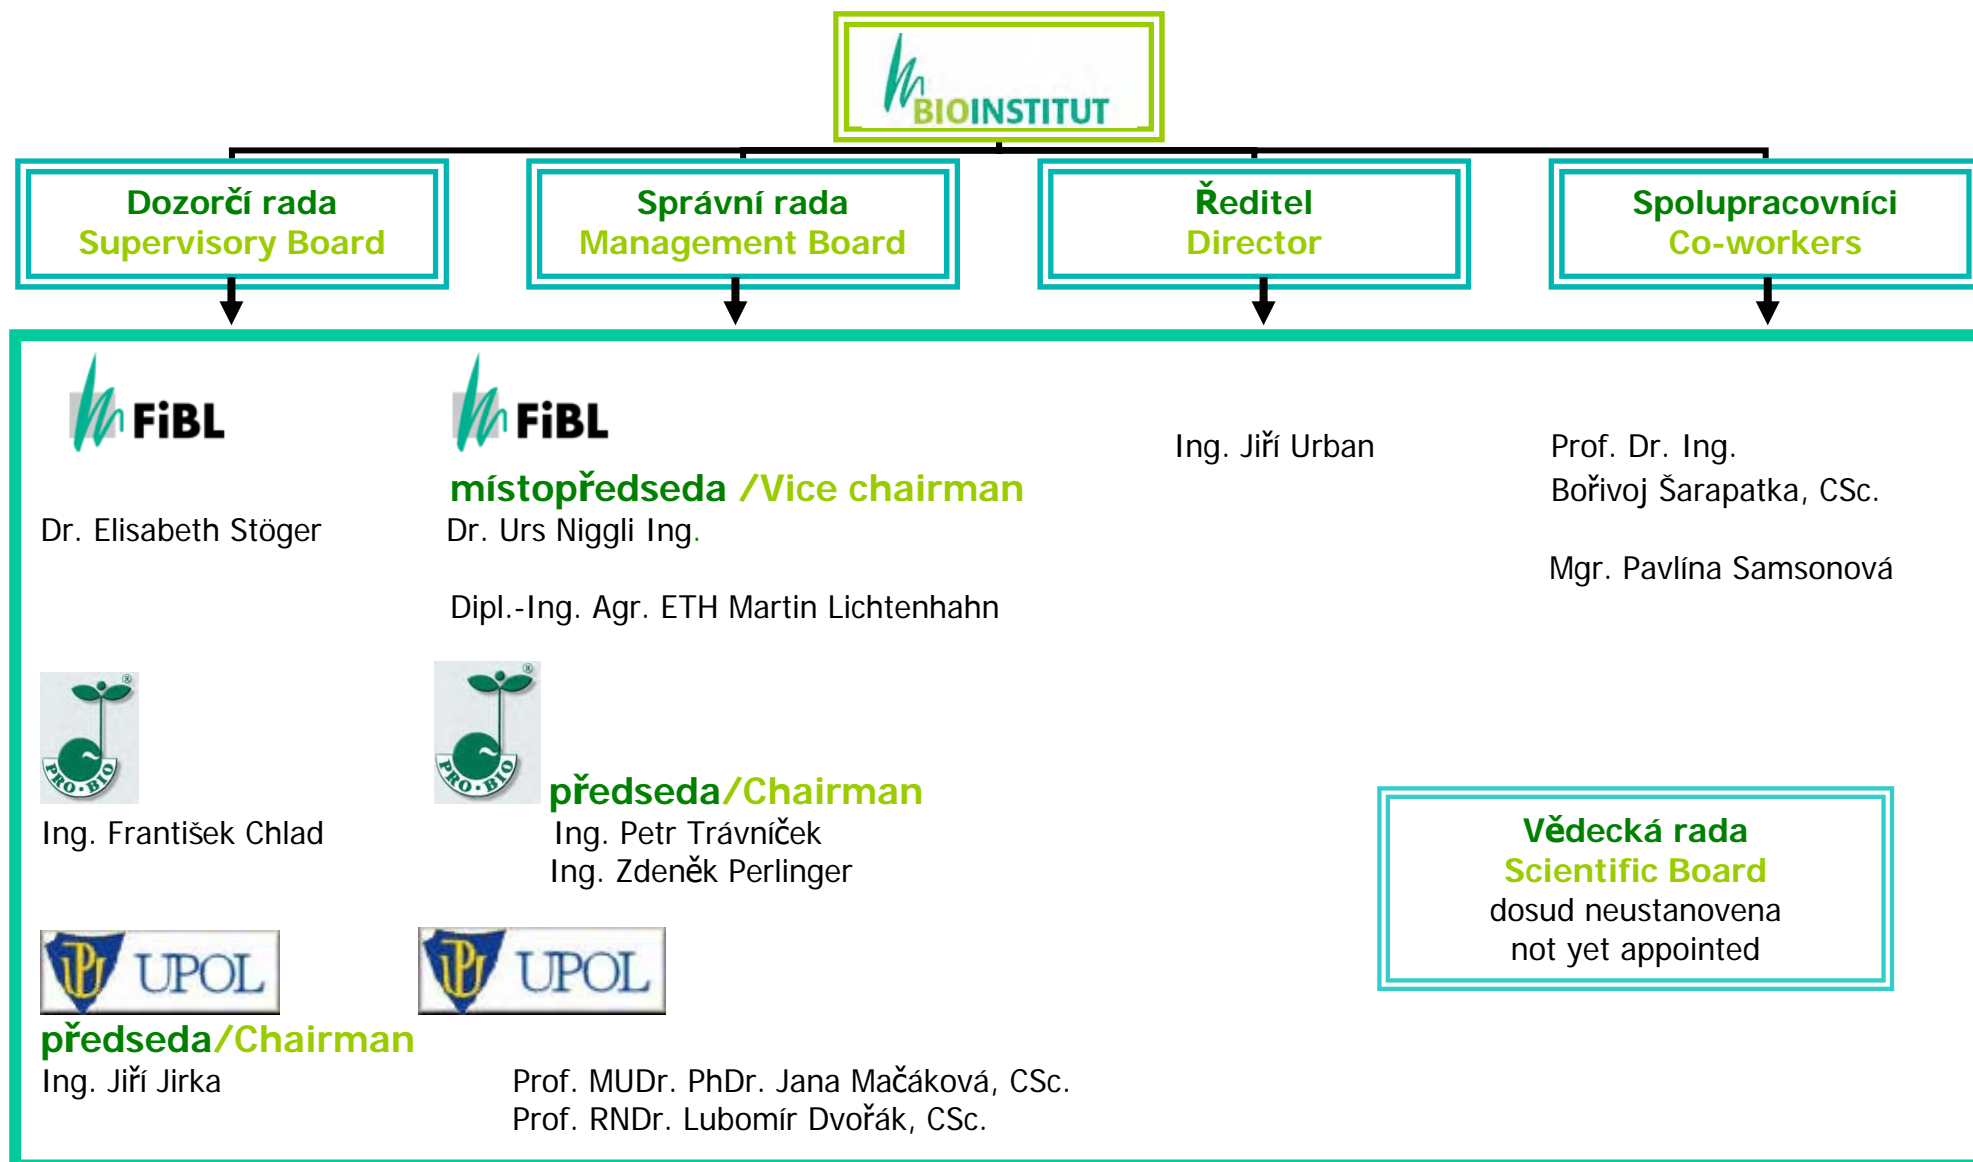 BIOINSTITUT
Dozorčí rada
Supervisory Board
Správní rada
Management Board
Ředitel
Director
Spolupracovníci
Co-workers
FiBL
Dr. Elisabeth Stöger
FiBL
místopředseda /Vice chairman
Dr. Urs Niggli Ing.
Dipl.-Ing. Agr. ETH Martin Lichtenhahn
Ing. Jiří Urban
Prof. Dr. Ing.
Bořivoj Šarapatka, CSc.
Mgr. Pavlína Samsonová
PRO·BIO ®
Ing. František Chlad
PRO·BIO ®
předseda/Chairman
Ing. Petr Trávníček
Ing. Zdeněk Perlinger
Vědecká rada
Scientific Board
dosud neustanovena
not yet appointed
UPOL
předseda/Chairman
Ing. Jiří Jirka
UPOL
Prof. MUDr. PhDr. Jana Mačáková, CSc.
Prof. RNDr. Lubomír Dvořák, CSc.